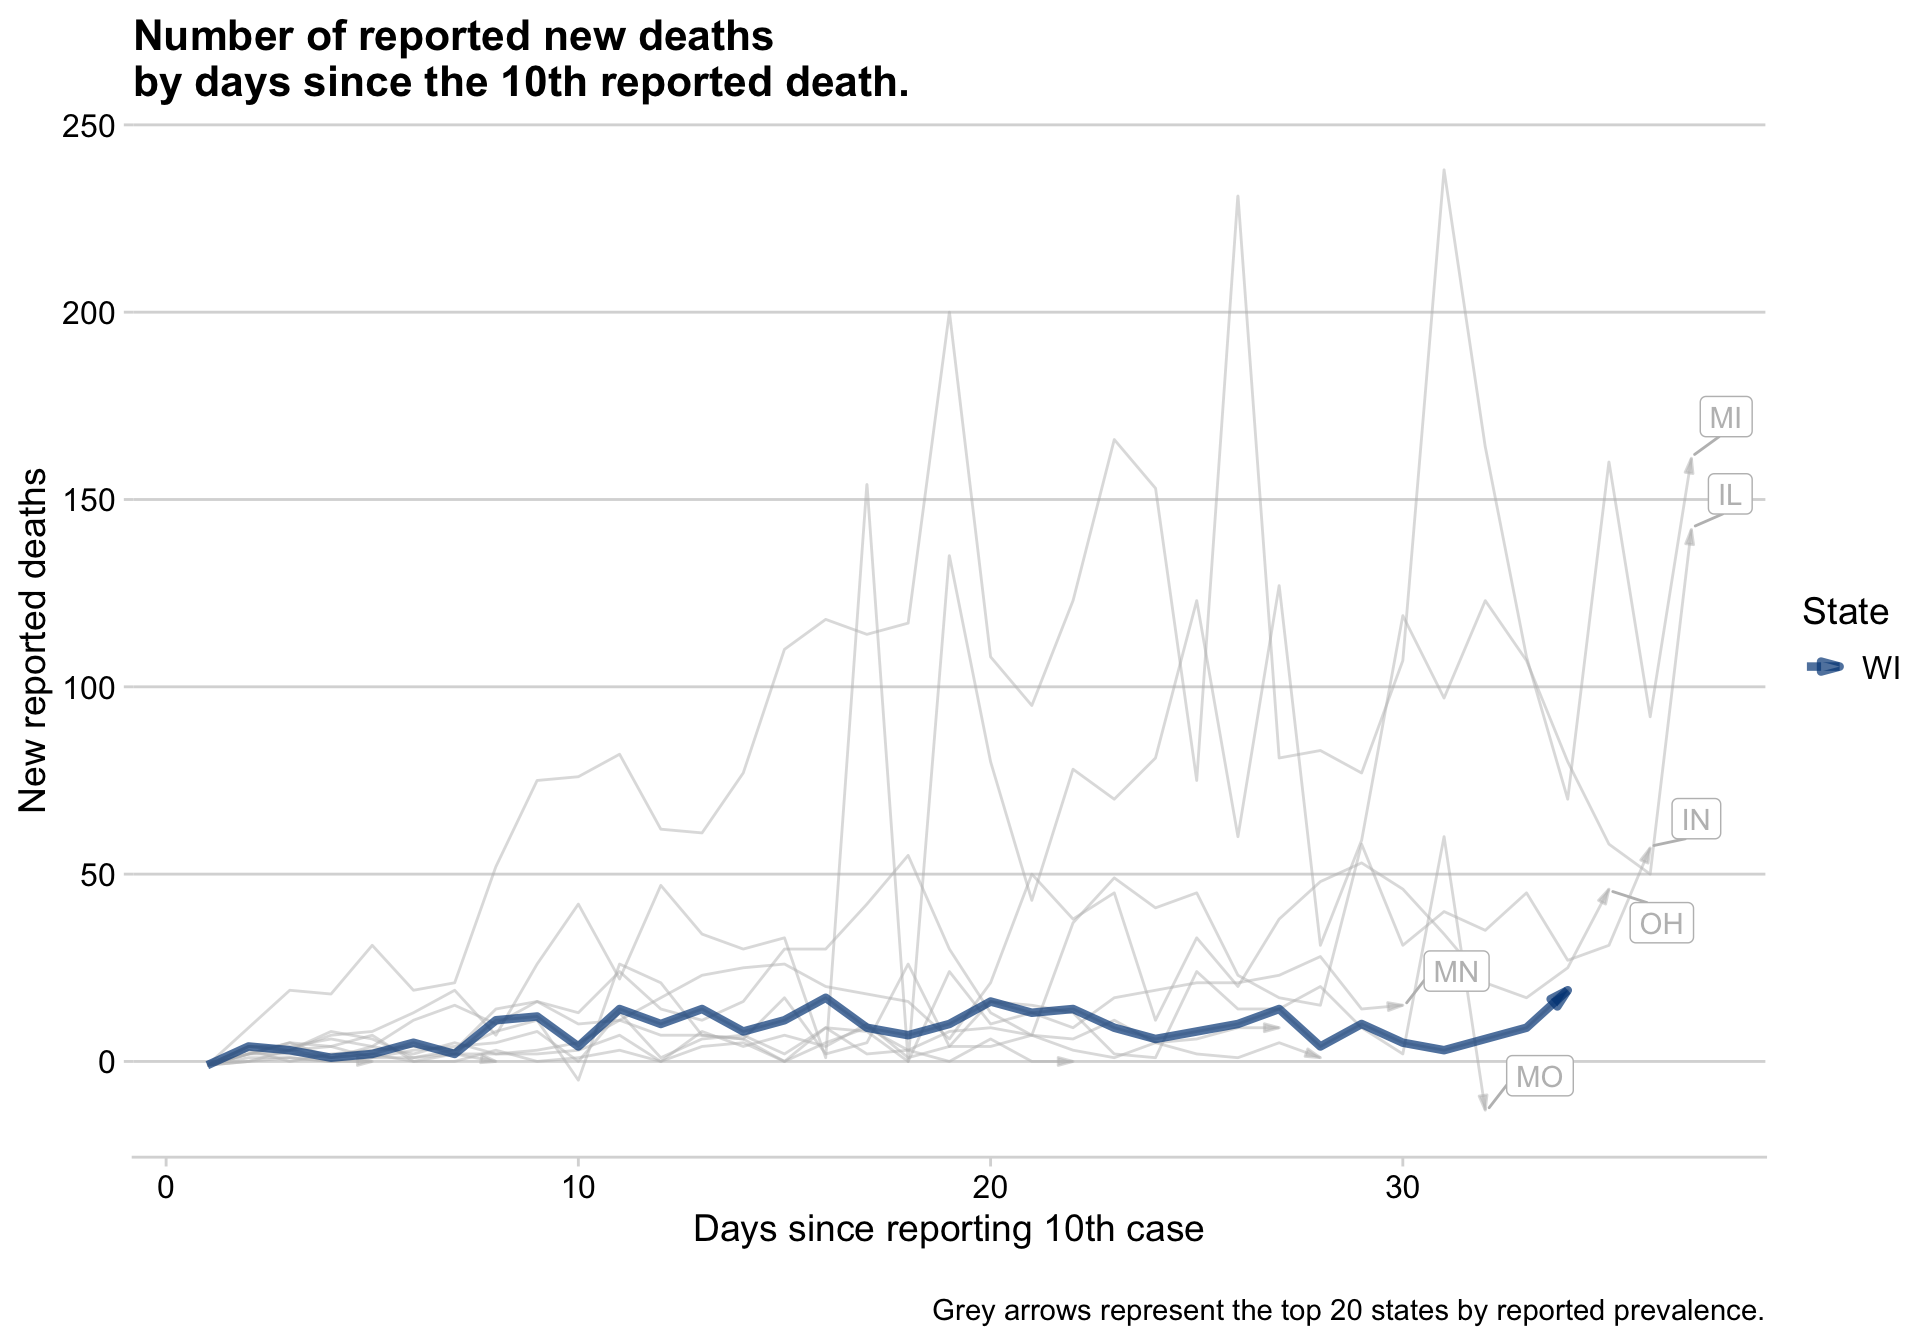 Number of reported new deaths
by days since the 10th reported death.
250
200
150
100
50
0
New reported deaths
MI
IL
IN
OH
MN
MO
State
WI
0 10 20 30
Days since reporting 10th case
Grey arrows represent the top 20 states by reported prevalence.